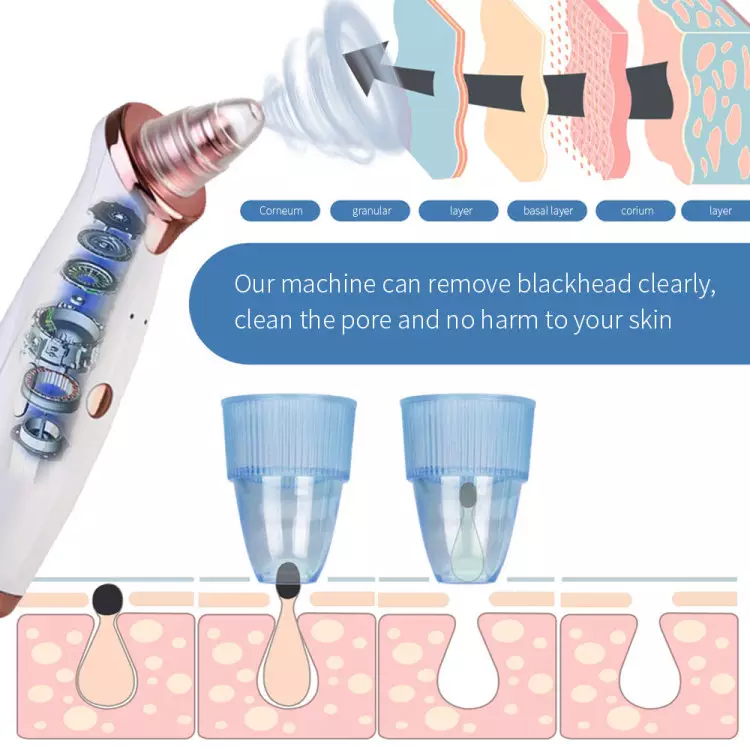 Corneum
granular
layer
basal layer
corium
layer
Our machine can remove blackhead clearly,
clean the pore and no harm to your skin